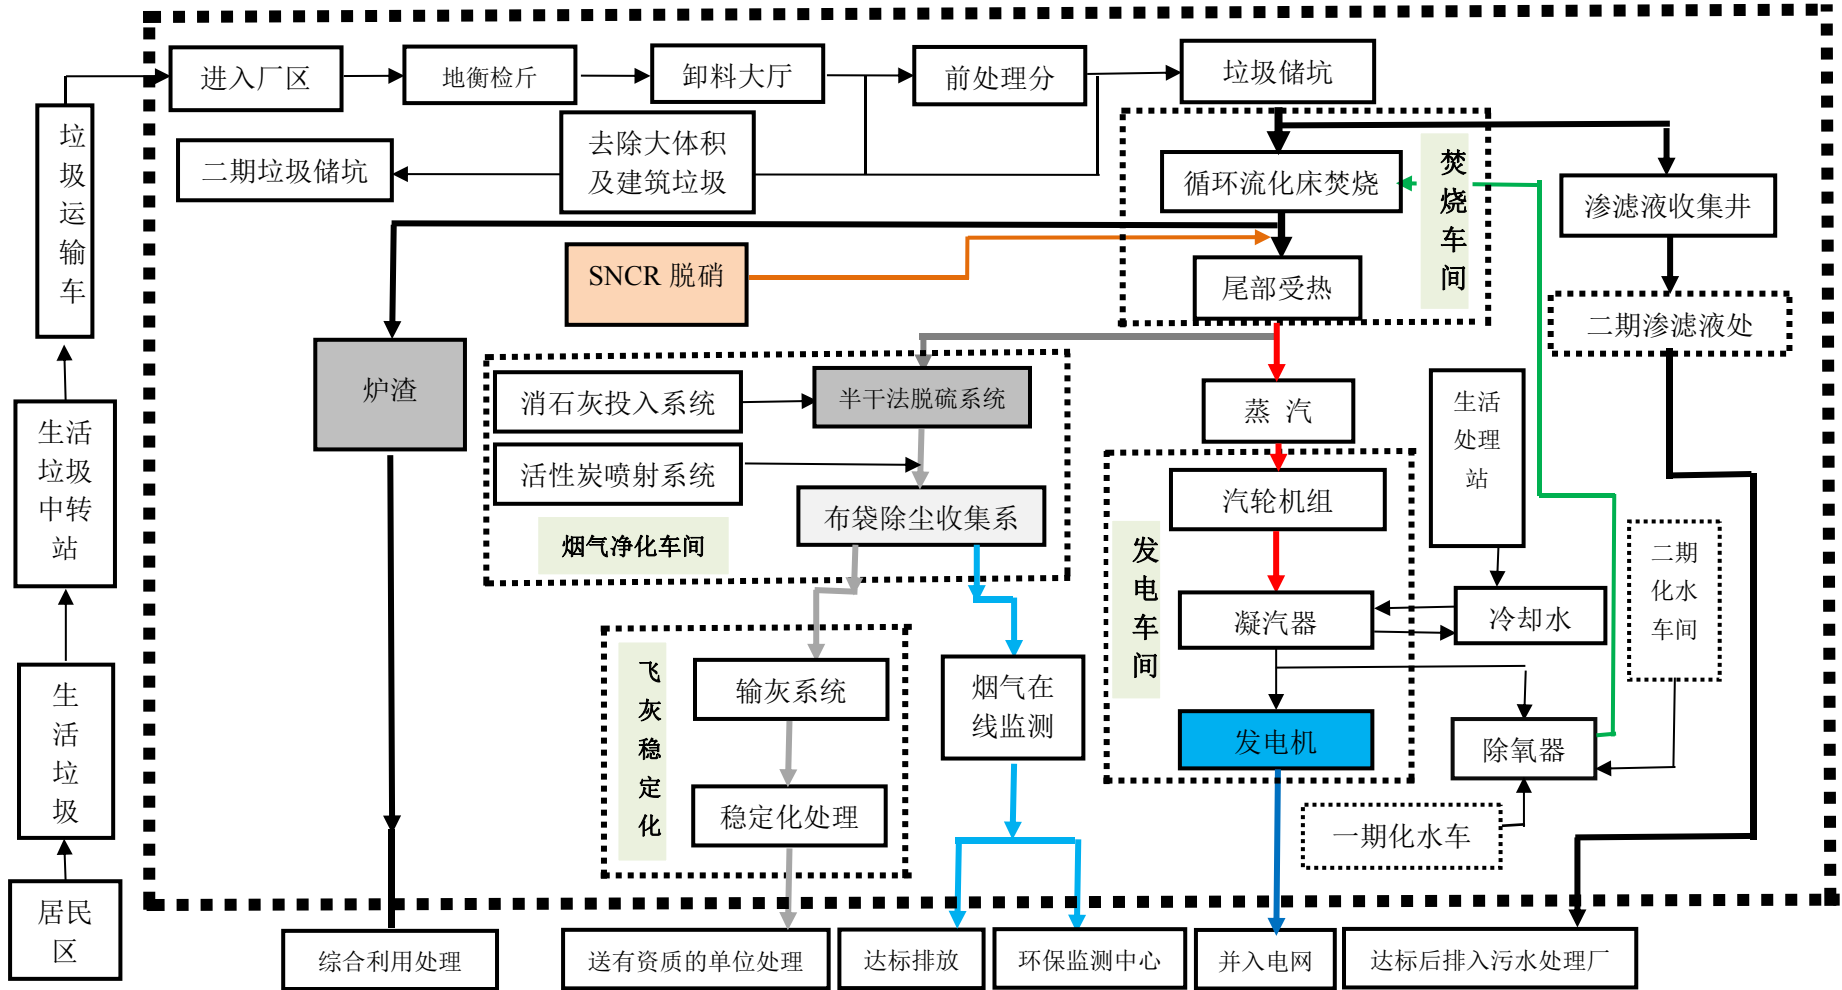 进入厂区
地衡检斤
卸料大厅
前处理分
垃圾储坑
垃
圾
运
输
车
二期垃圾储坑
去除大体积
及建筑垃圾
循环流化床焚烧
焚
烧
车
间
渗滤液收集井
SNCR 脱硝
尾部受热
二期渗滤液处
炉渣
消石灰投入系统
半干法脱硫系统
蒸 汽
生活
处理
站
生活
垃圾
中转
站
活性炭喷射系统
布袋除尘收集系
烟气净化车间
汽轮机组
发
电
车
间
二期
化水
车间
凝汽器
冷却水
生
活
垃
圾
飞
灰
稳
定
化
输灰系统
烟气在
线监测
发电机
除氧器
稳定化处理
一期化水车
居民
区
综合利用处理
送有资质的单位处理
达标排放
环保监测中心
并入电网
达标后排入污水处理厂